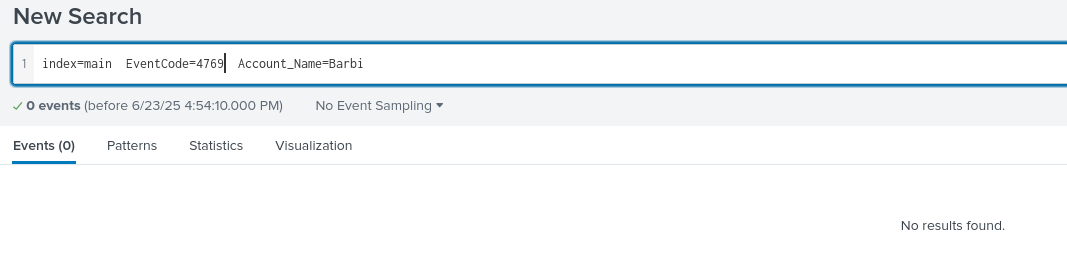 New Search
1 index=main  EventCode=4769  Account_Name=Barbi
✓ 0 events (before 6/23/25 4:54:10.000 PM) No Event Sampling ▾
Events (0) Patterns Statistics Visualization
No results found.